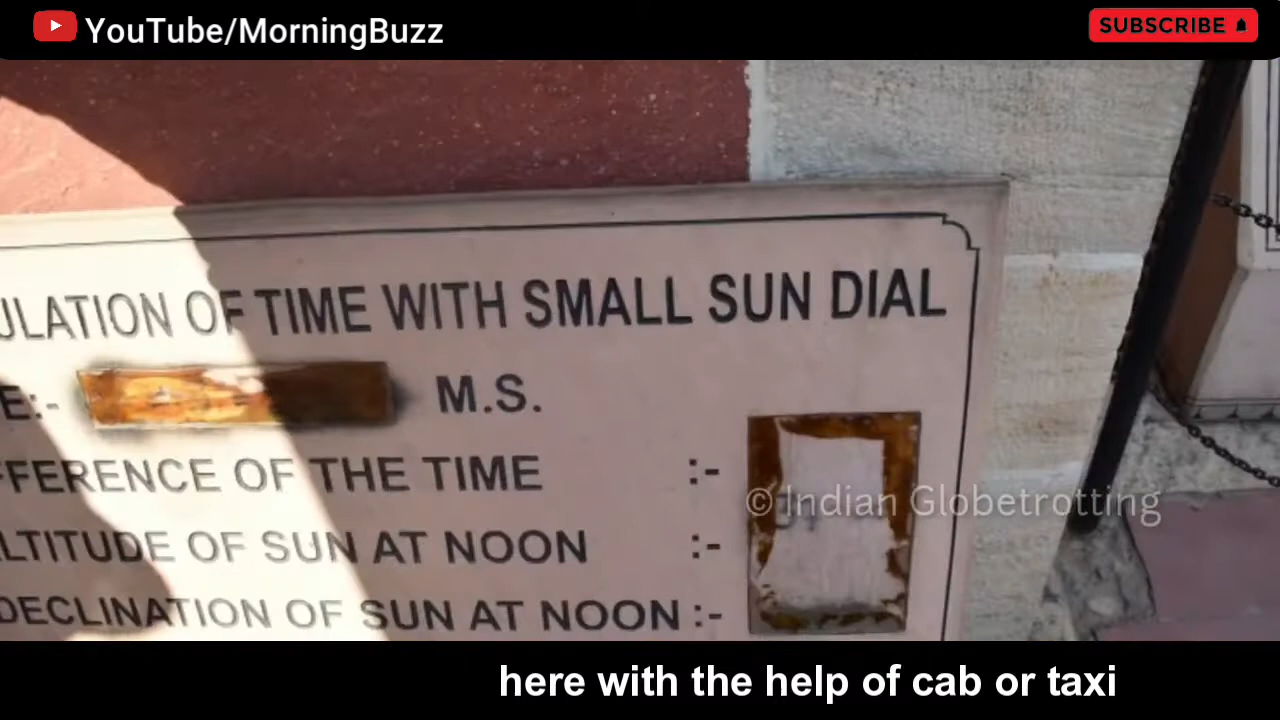 YouTube/MorningBuzz
SUBSCRIBE
ULATION OF TIME WITH SMALL SUN DIAL
E:- M.S.
FFERENCE OF THE TIME :-
© Indian Globetrotting
LTITUDE OF SUN AT NOON :-
DECLINATION OF SUN AT NOON :-
here with the help of cab or taxi